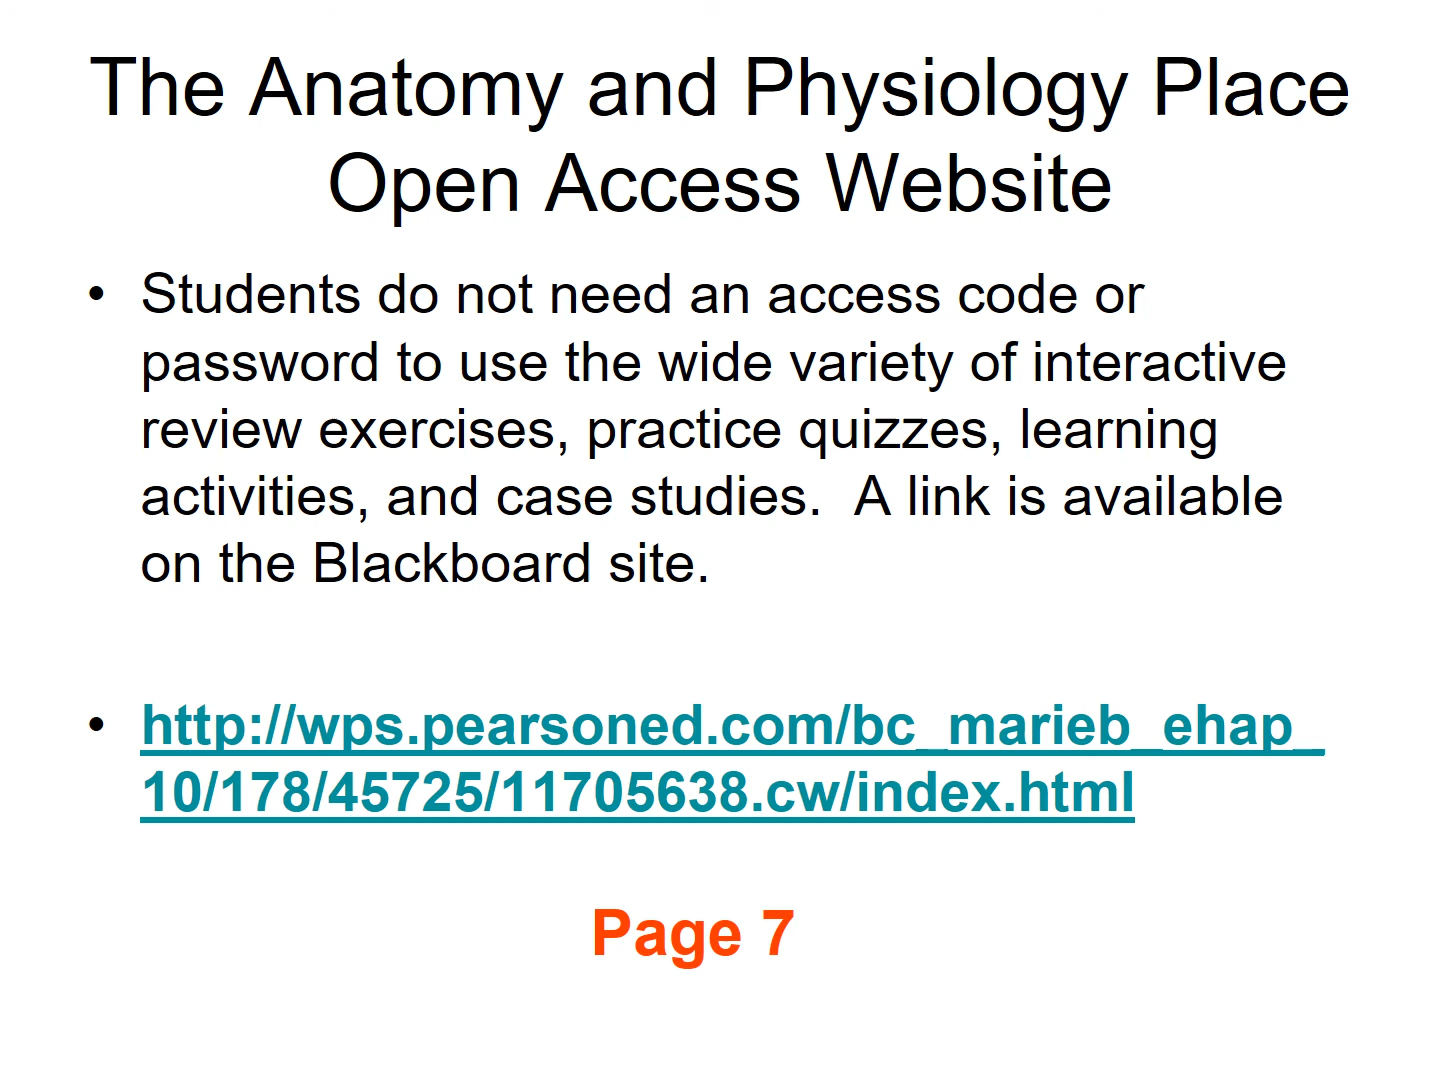 The Anatomy and Physiology Place
Open Access Website
• Students do not need an access code or
password to use the wide variety of interactive
review exercises, practice quizzes, learning
activities, and case studies.  A link is available
on the Blackboard site.
• http://wps.pearsoned.com/bc_marieb_ehap_
10/178/45725/11705638.cw/index.html
Page 7